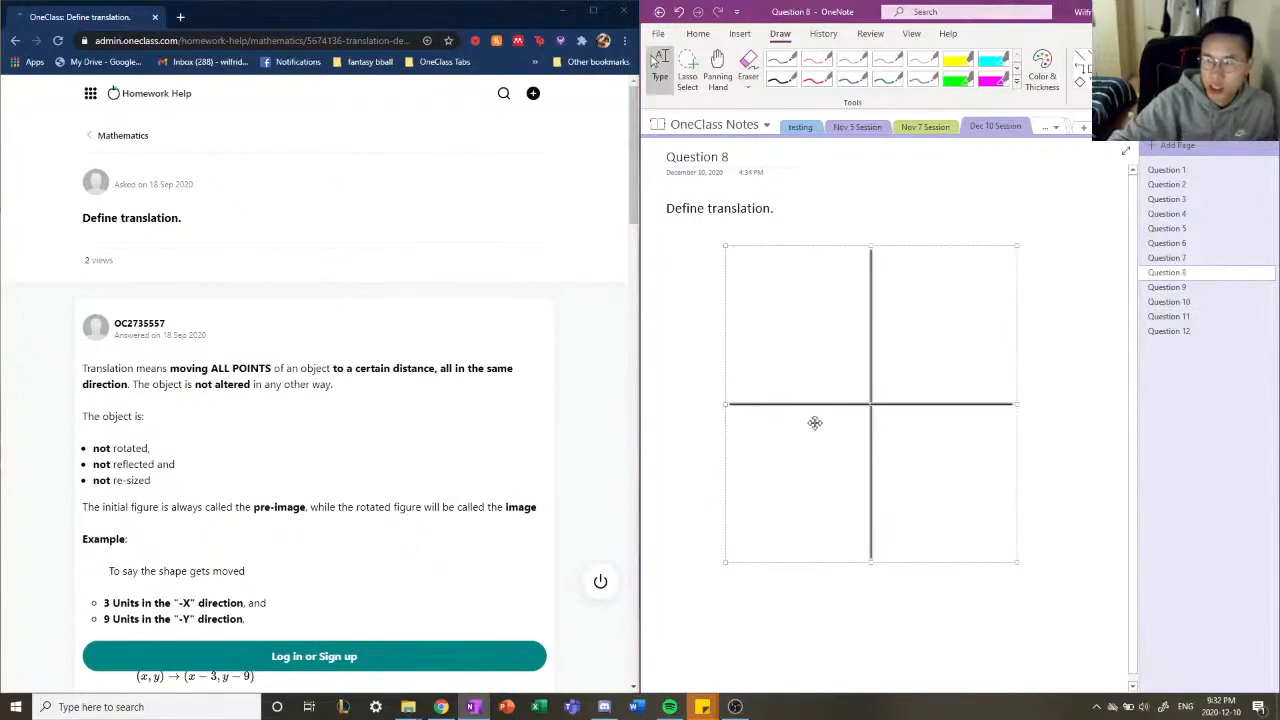 OneClass: Define translation.
admin.oneclass.com/homework-help/mathematics/5674136-translation-de...
Apps
My Drive - Google...
Inbox (288) - wilfrid...
Notifications
Fantasy bball
OneClass Tabs
Other bookmarks
Homework Help
Mathematics
Asked on 18 Sep 2020
Define translation.
2 views
OC2735557
Answered on 18 Sep 2020
Translation means moving ALL POINTS of an object to a certain distance, all in the same
direction. The object is not altered in any other way.
The object is:
not rotated,
not reflected and
not re-sized
The initial figure is always called the pre-image, while the rotated figure will be called the image
Example:
To say the shape gets moved
3 Units in the "-X" direction, and
9 Units in the "-Y" direction,
Log in or Sign up
(x, y) → (x − 3, y − 9)
Question 8 - OneNote
Search
Wilfr
File
Home
Insert
Draw
History
Review
View
Help
Type
Lasso
Select
Panning
Hand
Eraser
Color &
Thickness
Tools
OneClass Notes
testing
Nov 5 Session
Nov 7 Session
Dec 10 Session
...
Question 8
December 10, 2020
4:34 PM
Define translation.
Add Page
Question 1
Question 2
Question 3
Question 4
Question 5
Question 6
Question 7
Question 8
Question 9
Question 10
Question 11
Question 12
Type here to search
ENG
9:32 PM
2020-12-10